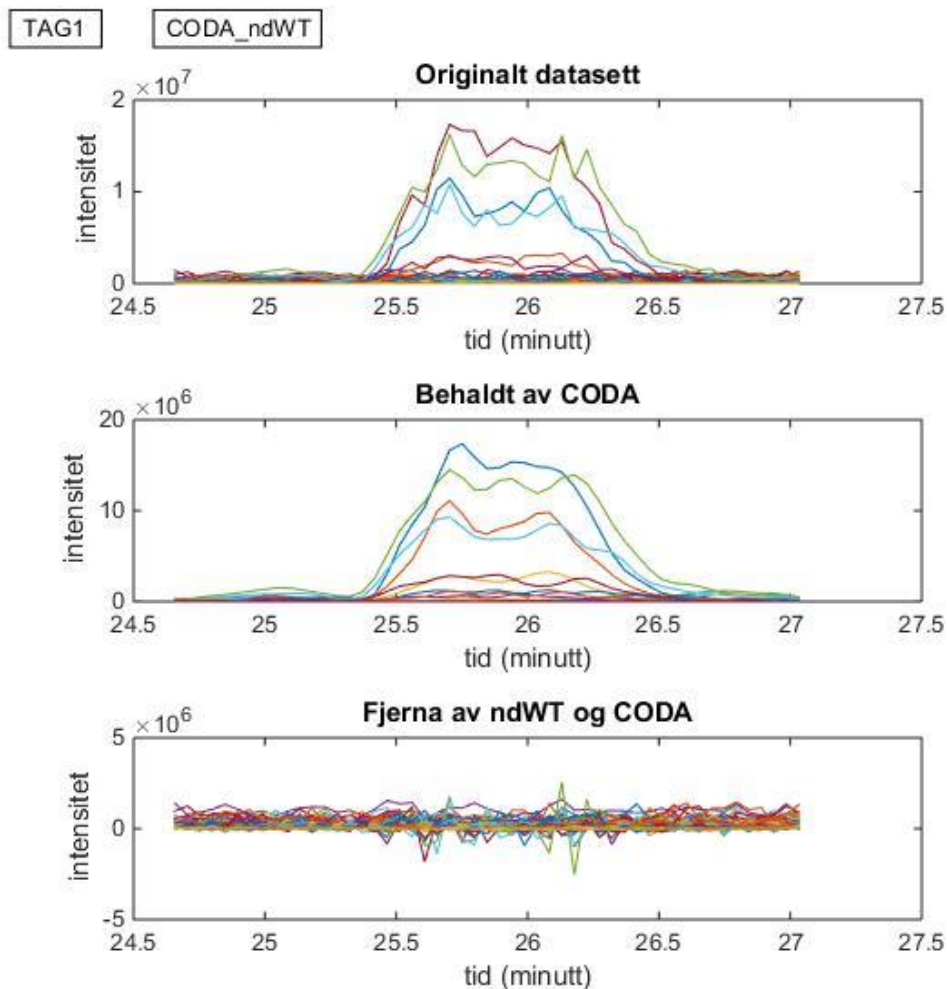 TAG1 CODA_ndWT
Originalt datasett
×10^7
2
1
0
intensitet
24.5 25 25.5 26 26.5 27 27.5
tid (minutt)
Behaldt av CODA
×10^6
20
10
0
intensitet
24.5 25 25.5 26 26.5 27 27.5
tid (minutt)
Fjerna av ndWT og CODA
×10^6
5
0
-5
intensitet
24.5 25 25.5 26 26.5 27 27.5
tid (minutt)